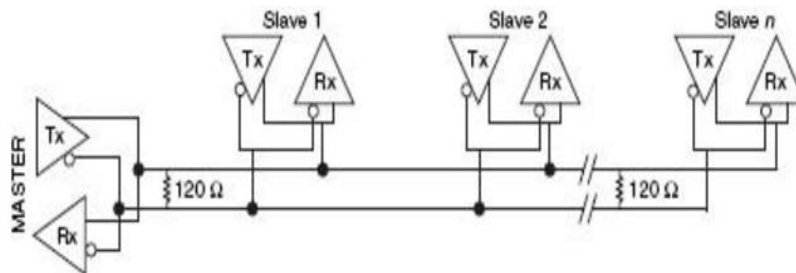 Slave 1
Slave 2
Slave n
Tx
Rx
Tx
Rx
Tx
Rx
MASTER
Tx
Rx
120 Ω
120 Ω